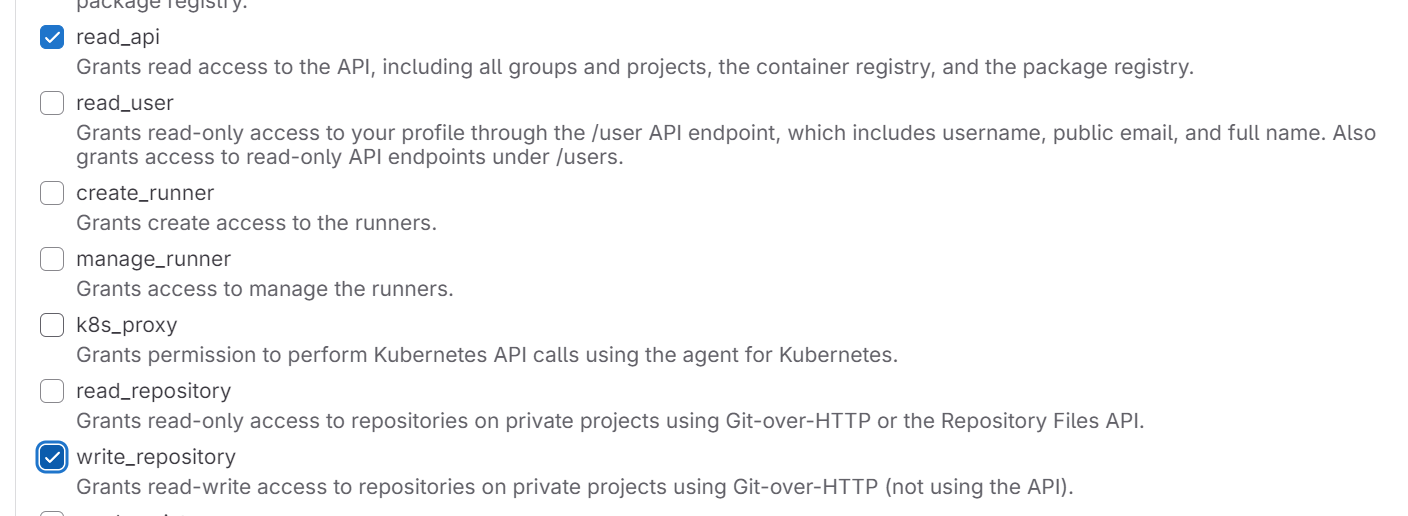 package registry.
read_api
Grants read access to the API, including all groups and projects, the container registry, and the package registry.
read_user
Grants read-only access to your profile through the /user API endpoint, which includes username, public email, and full name. Also
grants access to read-only API endpoints under /users.
create_runner
Grants create access to the runners.
manage_runner
Grants access to manage the runners.
k8s_proxy
Grants permission to perform Kubernetes API calls using the agent for Kubernetes.
read_repository
Grants read-only access to repositories on private projects using Git-over-HTTP or the Repository Files API.
write_repository
Grants read-write access to repositories on private projects using Git-over-HTTP (not using the API).